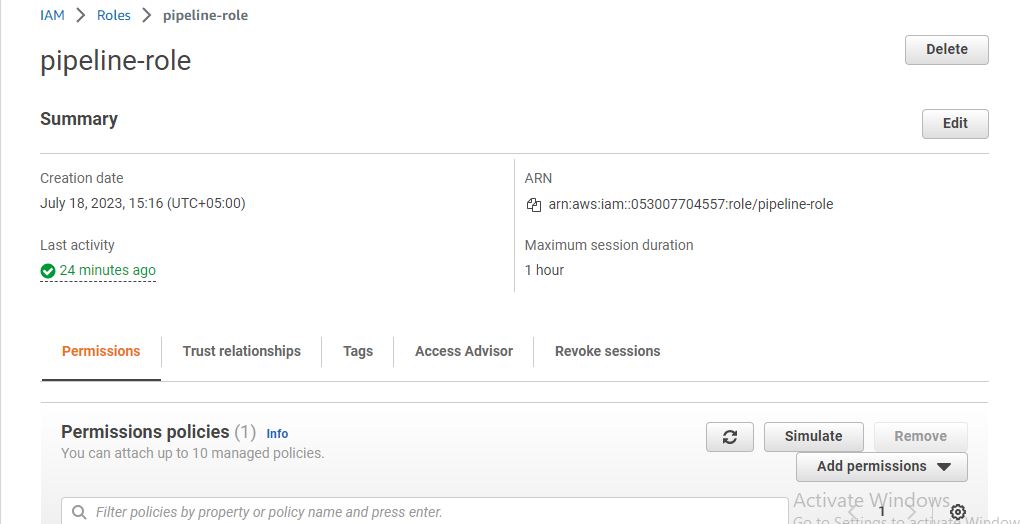 IAM > Roles > pipeline-role
pipeline-role
Delete
Summary
Edit
Creation date
July 18, 2023, 15:16 (UTC+05:00)
ARN
arn:aws:iam::053007704557:role/pipeline-role
Last activity
24 minutes ago
Maximum session duration
1 hour
Permissions
Trust relationships
Tags
Access Advisor
Revoke sessions
Permissions policies (1) Info
You can attach up to 10 managed policies.
Simulate
Remove
Add permissions
Filter policies by property or policy name and press enter.
1
Activate Windows
Go to Settings to activate Window